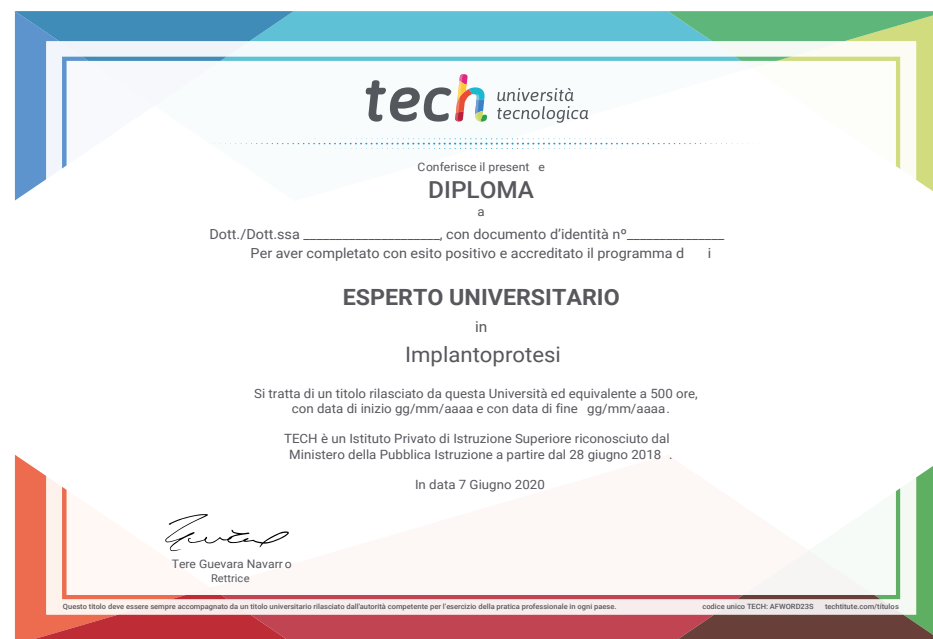 tech università
tecnologica
Conferisce il present e
DIPLOMA
a
Dott./Dott.ssa _____________________, con documento d'identità nº_______________
Per aver completato con esito positivo e accreditato il programma d i
ESPERTO UNIVERSITARIO
in
Implantoprotesi
Si tratta di un titolo rilasciato da questa Università ed equivalente a 500 ore,
con data di inizio gg/mm/aaaa e con data di fine gg/mm/aaaa.
TECH è un Istituto Privato di Istruzione Superiore riconosciuto dal
Ministero della Pubblica Istruzione a partire dal 28 giugno 2018 .
In data 7 Giugno 2020
Tere Guevara Navarro
Rettrice
Questo titolo deve essere sempre accompagnato da un titolo universitario rilasciato dall'autorità competente per l'esercizio della pratica professionale in ogni paese. codice unico TECH: AFWORD23S techtitute.com/títulos